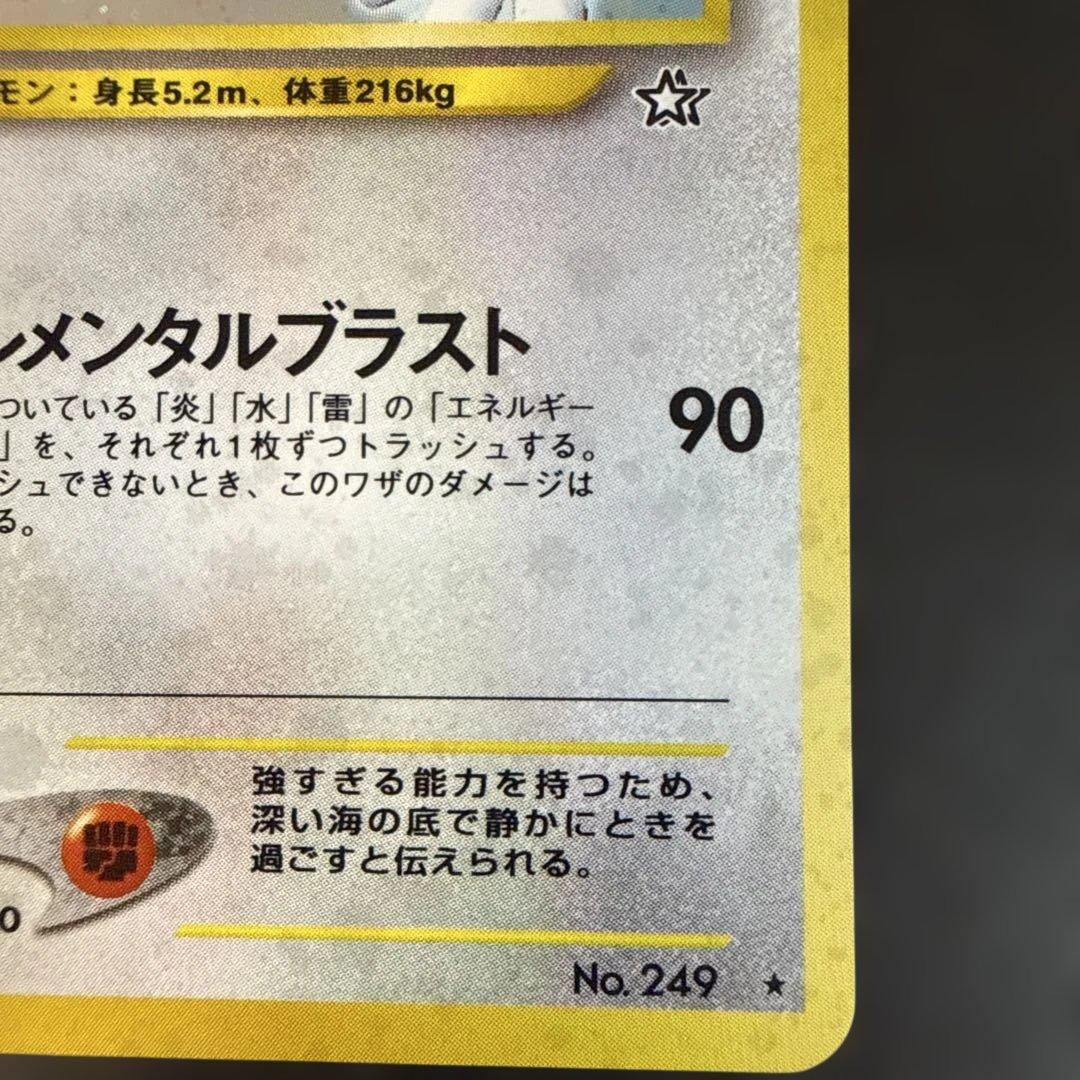 モン：身長5.2m、体重216kg
レメンタルブラスト
ついている「炎」「水」「雷」の「エネルギー
」を、それぞれ1枚ずつトラッシュする。
シュできないとき、このワザのダメージは
る。
90
強すぎる能力を持つため、
深い海の底で静かにときを
過ごすと伝えられる。
0
No. 249 ★